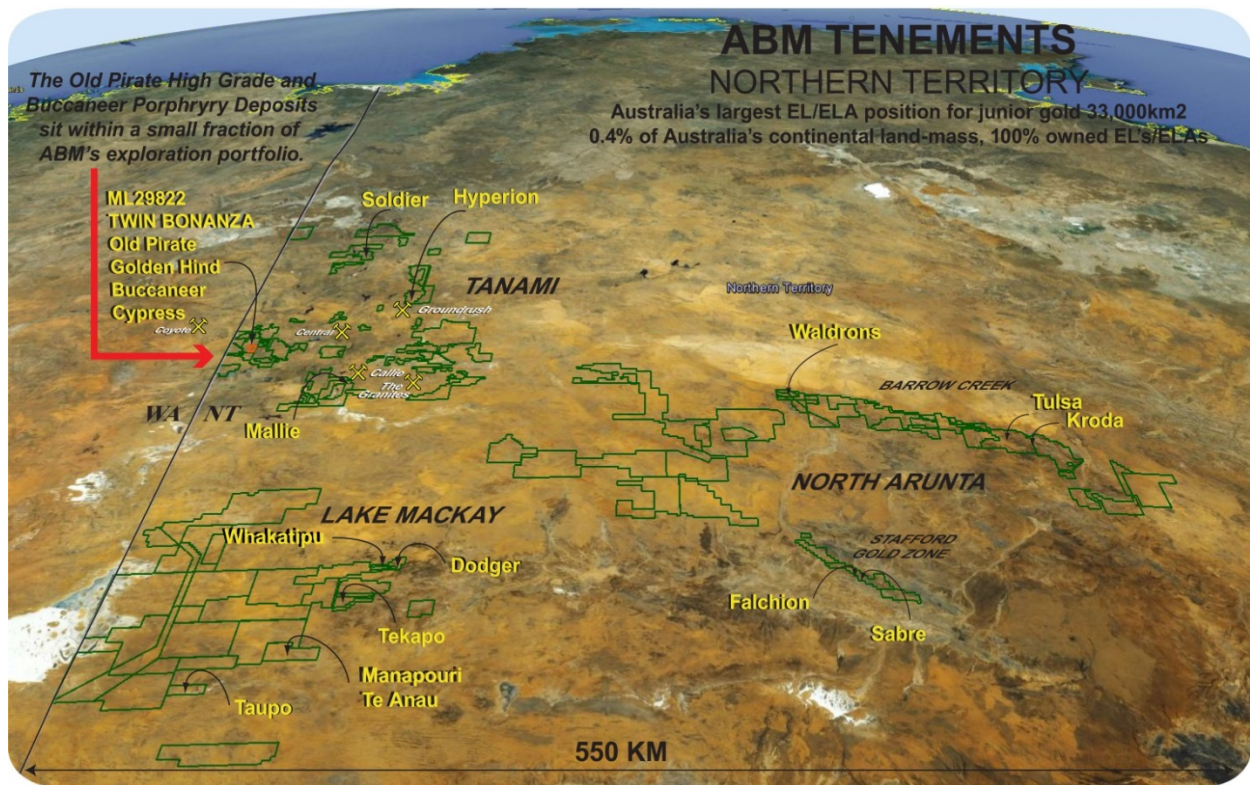 ABM TENEMENTS
NORTHERN TERRITORY
Australia's largest EL/ELA position for junior gold 33,000km2
0.4% of Australia's continental land-mass, 100% owned EL's/ELAs
The Old Pirate High Grade and
Buccaneer Porphryry Deposits
sit within a small fraction of
ABM's exploration portfolio.
ML29822
TWIN BONANZA
Old Pirate
Golden Hind
Buccaneer
Cypress
Coyote
Soldier
Hyperion
TANAMI
Groundrush
Central
Callie
The
Granites
WA NT
Mallie
Northern Territory
Waldrons
BARROW CREEK
Tulsa
Kroda
NORTH ARUNTA
LAKE MACKAY
Whakatipu
Dodger
STAFFORD
GOLD ZONE
Falchion
Sabre
Tekapo
Manapouri
Te Anau
Taupo
550 KM